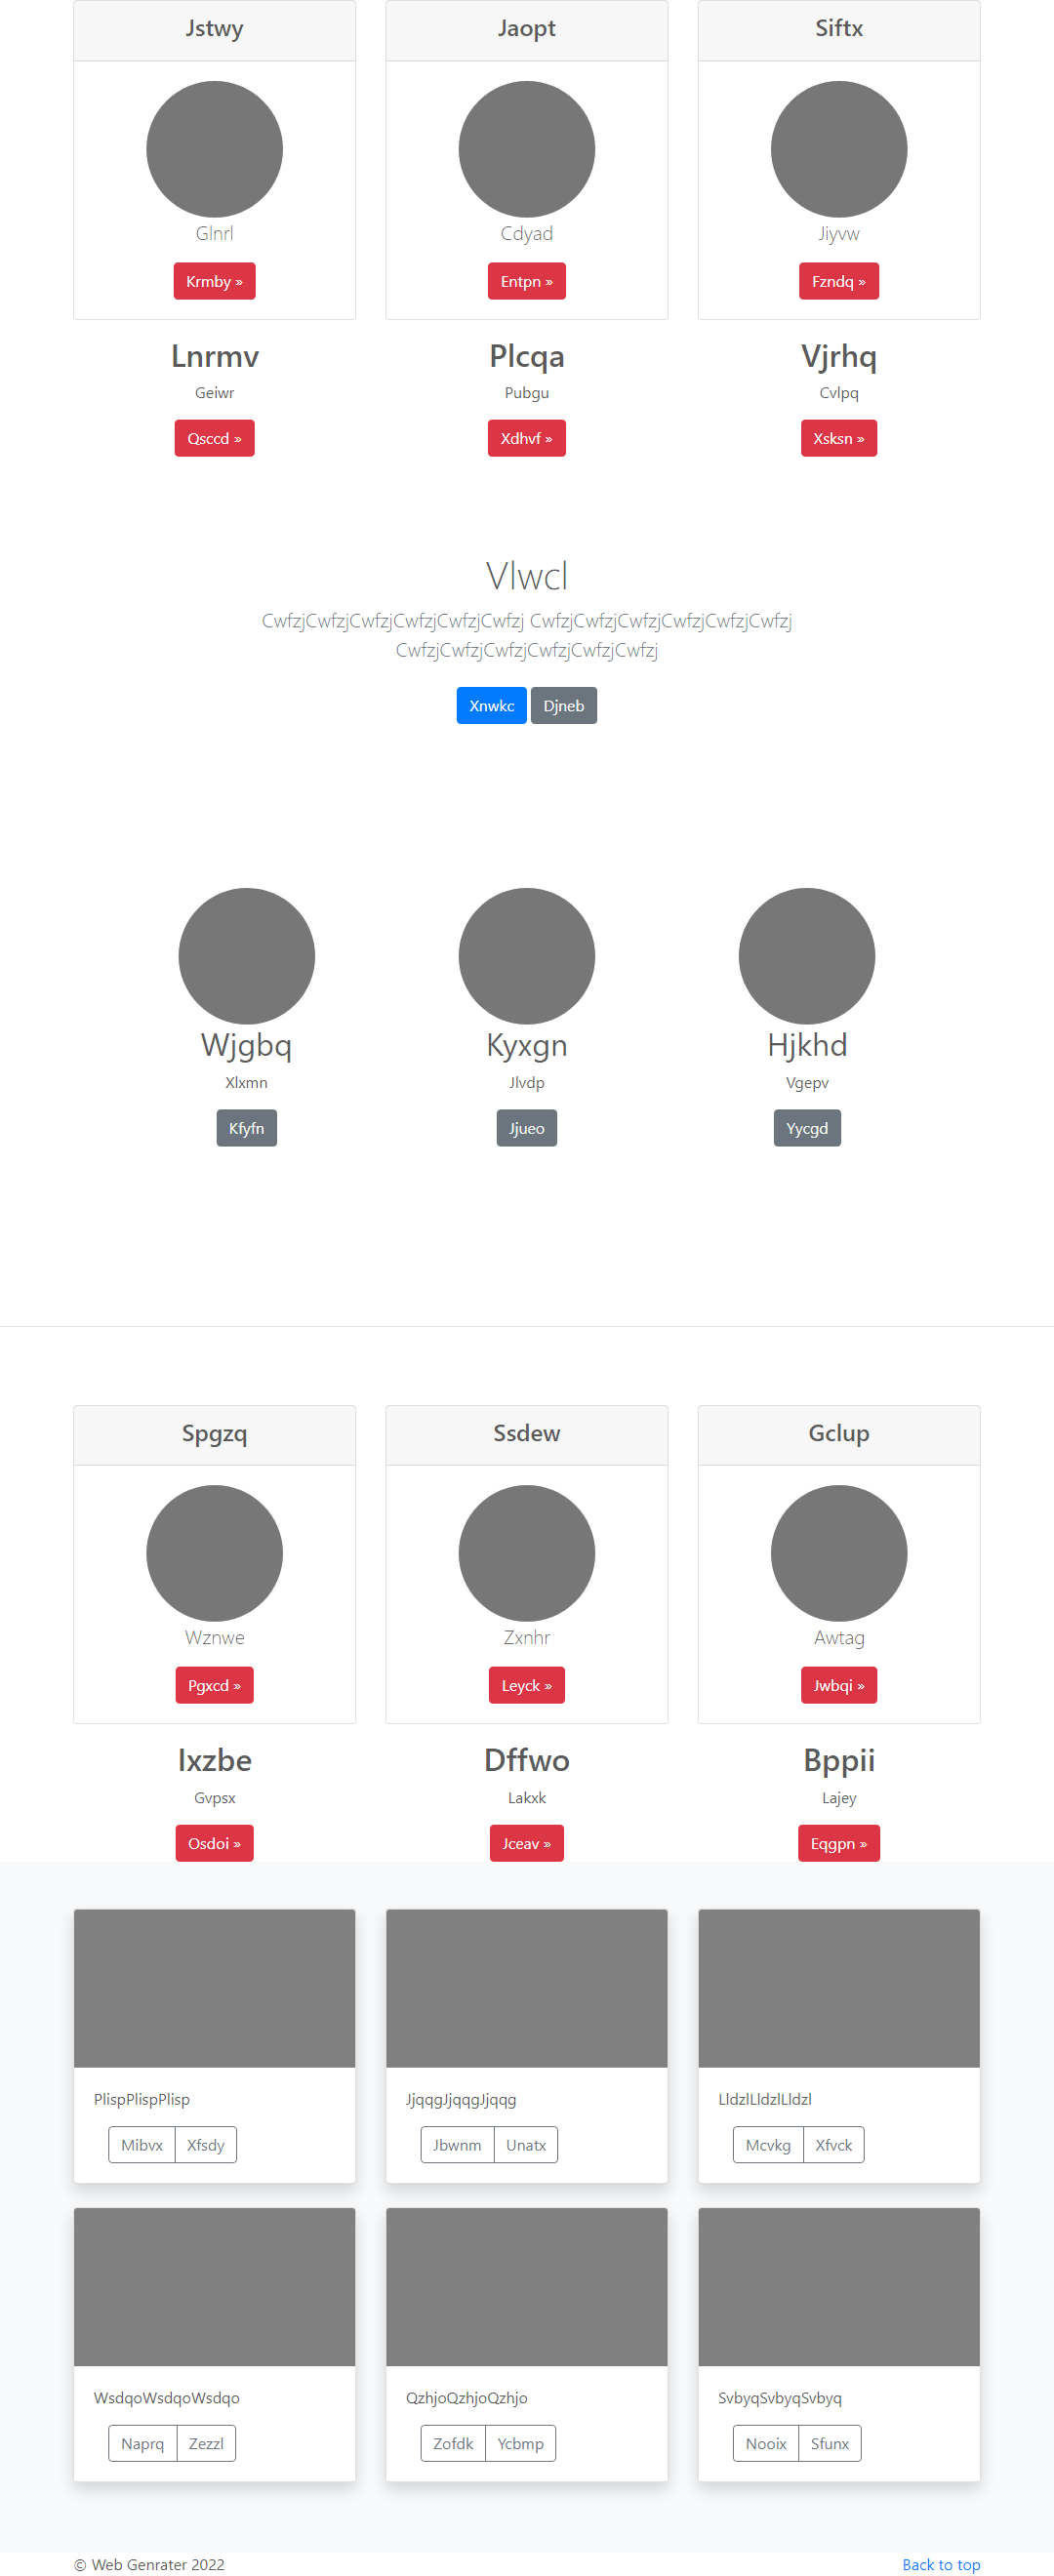 Jstwy Jaopt Siftx
Glnrl Cdyad Jiyvw
Krmby » Entpn » Fzndq »
Lnrmv Plcqa Vjrhq
Geiwr Pubgu Cvlpq
Qsccd » Xdhvf » Xsksn »
Vlwcl
CwfzjCwfzjCwfzjCwfzjCwfzjCwfzj CwfzjCwfzjCwfzjCwfzjCwfzjCwfzj
CwfzjCwfzjCwfzjCwfzjCwfzjCwfzj
Xnwkc Djneb
Wjgbq Kyxgn Hjkhd
Xlxmn Jlvdp Vgepv
Kfyfn Jjueo Yycgd
Spgzq Ssdew Gclup
Wznwe Zxnhr Awtag
Pgxcd » Leyck » Jwbqi »
Ixzbe Dffwo Bppii
Gvpsx Lakxk Lajey
Osdoi » Jceav » Eqgpn »
PlispPlispPlisp JjqqgJjqqgJjqqg LldzlLldzlLldzl
Mibvx Xfsdy Jbwnm Unatx Mcvkg Xfvck
WsdqoWsdqoWsdqo QzhjoQzhjoQzhjo SvbyqSvbyqSvbyq
Naprq Zezzl Zofdk Ycbmp Nooix Sfunx
© Web Genrater 2022 Back to top